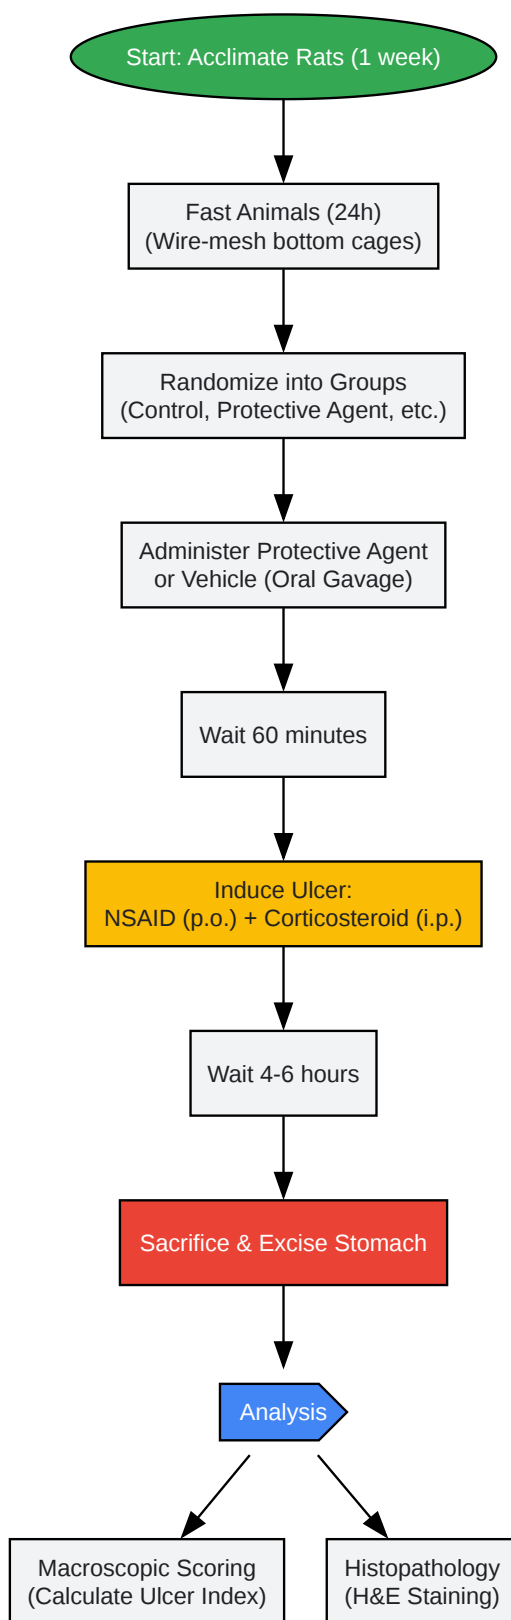 Start: Acclimate Rats (1 week)
Fast Animals (24h)
(Wire-mesh bottom cages)
Randomize into Groups
(Control, Protective Agent, etc.)
Administer Protective Agent
or Vehicle (Oral Gavage)
Wait 60 minutes
Induce Ulcer:
NSAID (p.o.) + Corticosteroid (i.p.)
Wait 4-6 hours
Sacrifice & Excise Stomach
Analysis
Macroscopic Scoring
(Calculate Ulcer Index)
Histopathology
(H&E Staining)